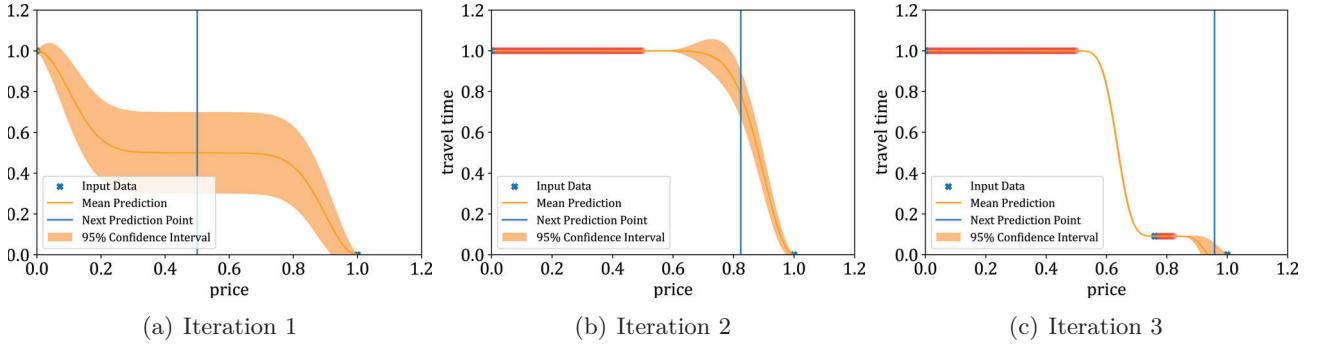 1.2
1.0
0.8
0.6
0.4
0.2
0.0
0.0 0.2 0.4 0.6 0.8 1.0 1.2
price
Input Data
Mean Prediction
Next Prediction Point
95% Confidence Interval
(a) Iteration 1
travel time
1.2
1.0
0.8
0.6
0.4
0.2
0.0
0.0 0.2 0.4 0.6 0.8 1.0 1.2
price
Input Data
Mean Prediction
Next Prediction Point
95% Confidence Interval
(b) Iteration 2
travel time
1.2
1.0
0.8
0.6
0.4
0.2
0.0
0.0 0.2 0.4 0.6 0.8 1.0 1.2
price
Input Data
Mean Prediction
Next Prediction Point
95% Confidence Interval
(c) Iteration 3